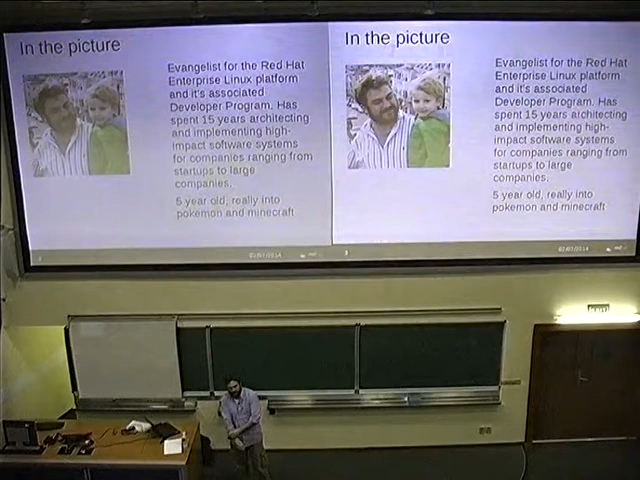 In the picture
Evangelist for the Red Hat
Enterprise Linux platform
and it's associated
Developer Program. Has
spent 15 years architecting
and implementing high-
impact software systems
for companies ranging from
startups to large
companies.
5 year old, really into
pokemon and minecraft
In the picture
Evangelist for the Red Hat
Enterprise Linux platform
and it's associated
Developer Program. Has
spent 15 years architecting
and implementing high-
impact software systems
for companies ranging from
startups to large
companies.
5 year old, really into
pokemon and minecraft
EXIT